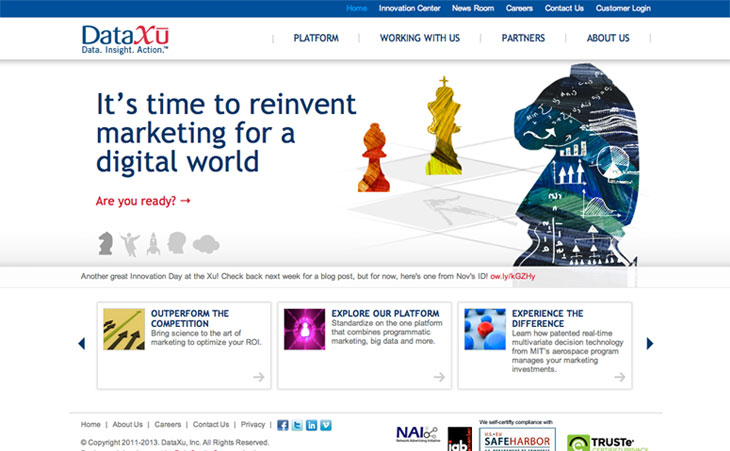 Home Innovation Center News Room Careers Contact Us Customer Login
DataXū
Data. Insight. Action.™
PLATFORM | WORKING WITH US | PARTNERS | ABOUT US
It's time to reinvent
marketing for a
digital world
Are you ready? →
Another great Innovation Day at the Xu! Check back next week for a blog post, but for now, here's one from Nov's ID! ow.ly/kGZHy
OUTPERFORM THE
COMPETITION
Bring science to the art of
marketing to optimize your ROI.
EXPLORE OUR PLATFORM
Standardize on the one platform
that combines programmatic
marketing, big data and more.
EXPERIENCE THE
DIFFERENCE
Learn how patented real-time
multivariate decision technology
from MIT's aerospace program
manages your marketing
investments.
Home | About Us | Careers | Contact Us | Privacy |
© Copyright 2011-2013. DataXu, Inc. All Rights Reserved.
NAI
Network Advertising Initiative
iab
We self-certify compliance with
U.S.-EU
SAFEHARBOR
U.S. DEPARTMENT OF COMMERCE
TRUSTe
CERTIFIED PRIVACY